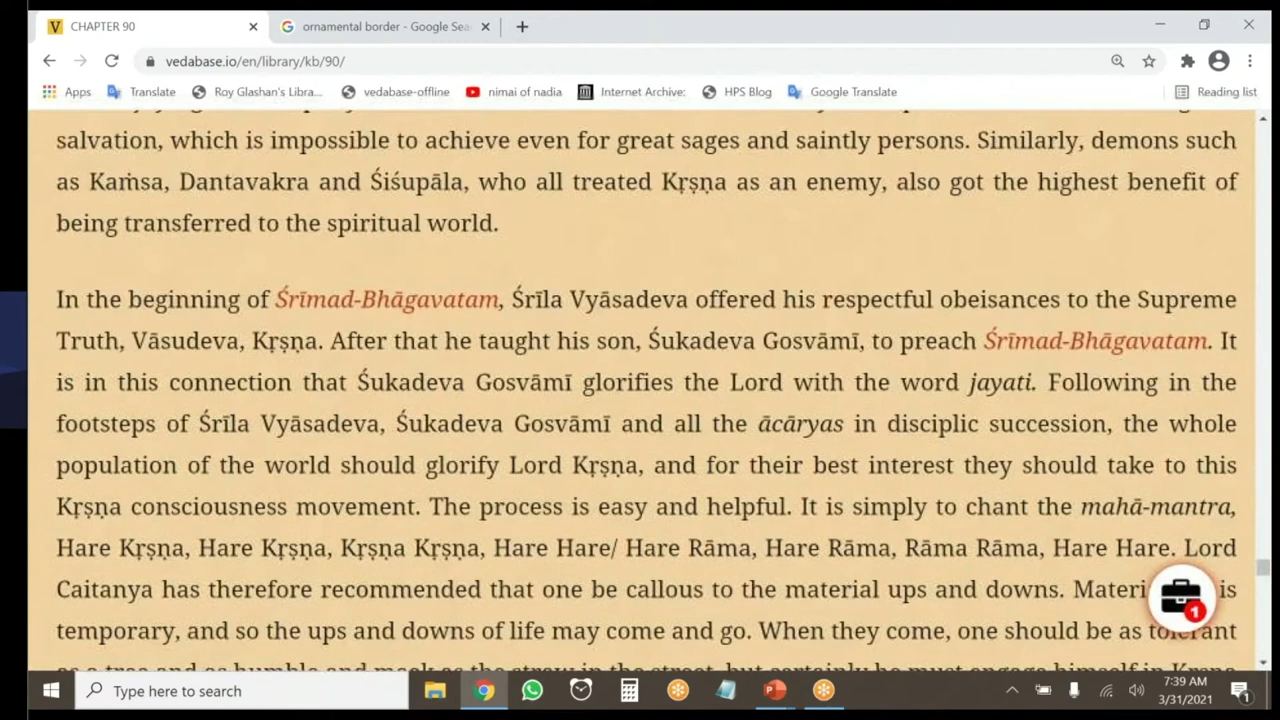 CHAPTER 90
ornamental border - Google Sea
vedabase.io/en/library/kb/90/
Apps Translate Roy Glashan's Libra... vedabase-offline nimai of nadia Internet Archive: HPS Blog Google Translate Reading list
salvation, which is impossible to achieve even for great sages and saintly persons. Similarly, demons such
as Kaṁsa, Dantavakra and Śiśupāla, who all treated Kṛṣṇa as an enemy, also got the highest benefit of
being transferred to the spiritual world.
In the beginning of Śrīmad-Bhāgavatam, Śrīla Vyāsadeva offered his respectful obeisances to the Supreme
Truth, Vāsudeva, Kṛṣṇa. After that he taught his son, Śukadeva Gosvāmī, to preach Śrīmad-Bhāgavatam. It
is in this connection that Śukadeva Gosvāmī glorifies the Lord with the word jayati. Following in the
footsteps of Śrīla Vyāsadeva, Śukadeva Gosvāmī and all the ācāryas in disciplic succession, the whole
population of the world should glorify Lord Kṛṣṇa, and for their best interest they should take to this
Kṛṣṇa consciousness movement. The process is easy and helpful. It is simply to chant the mahā-mantra,
Hare Kṛṣṇa, Hare Kṛṣṇa, Kṛṣṇa Kṛṣṇa, Hare Hare/ Hare Rāma, Hare Rāma, Rāma Rāma, Hare Hare. Lord
Caitanya has therefore recommended that one be callous to the material ups and downs. Materi is
temporary, and so the ups and downs of life may come and go. When they come, one should be as tolerant
1
Type here to search
7:39 AM
3/31/2021
1